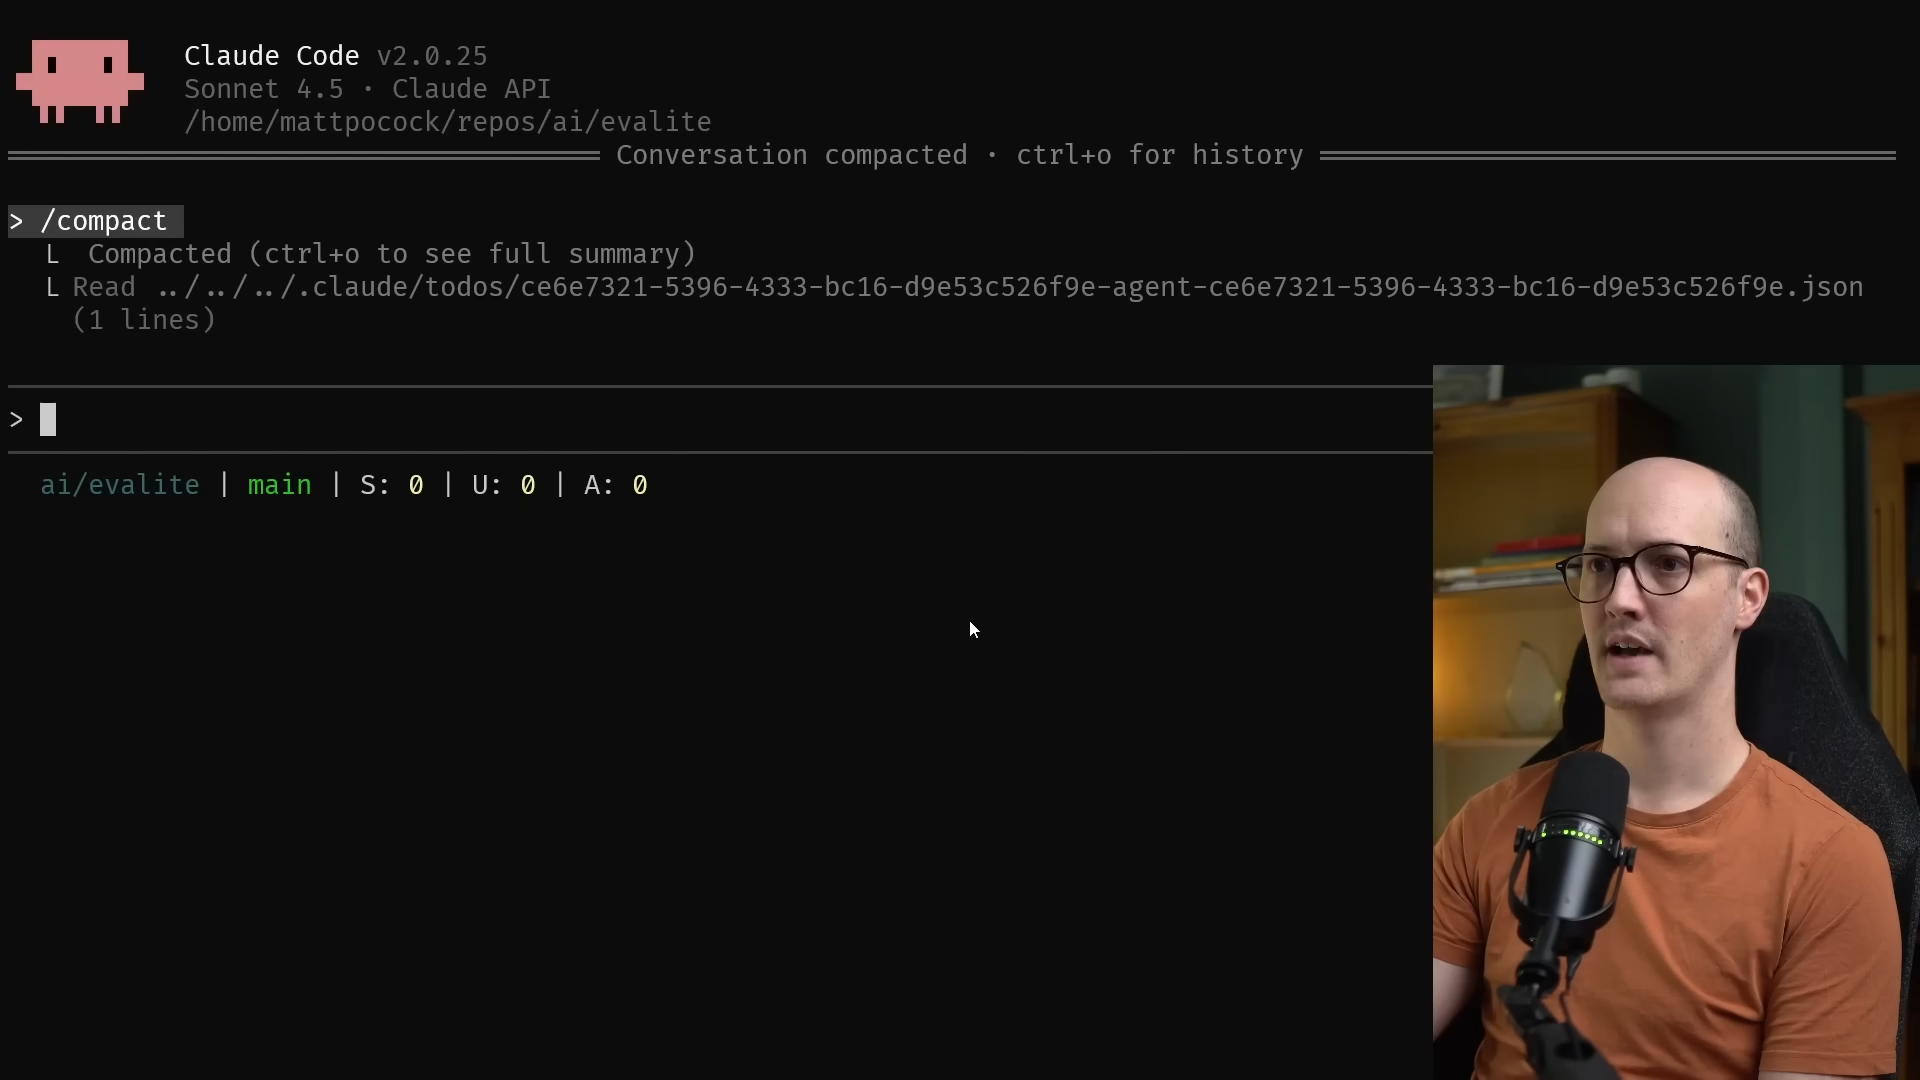 Claude Code v2.0.25
Sonnet 4.5 · Claude API
/home/mattpocock/repos/ai/evalite
Conversation compacted · ctrl+o for history
> /compact
L Compacted (ctrl+o to see full summary)
L Read ../../../.claude/todos/ce6e7321-5396-4333-bc16-d9e53c526f9e-agent-ce6e7321-5396-4333-bc16-d9e53c526f9e.json
(1 lines)
>
ai/evalite | main | S: 0 | U: 0 | A: 0